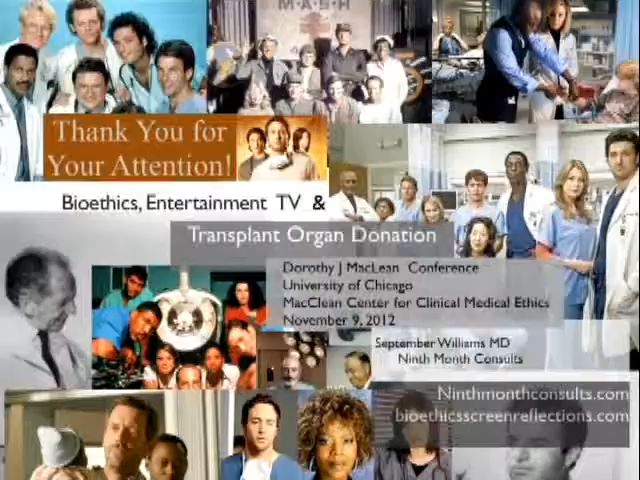 M*A*S*H
Thank You for
Your Attention!
Bioethics, Entertainment TV &
Transplant Organ Donation
Dorothy J MacLean Conference
University of Chicago
MacClean Center for Clinical Medical Ethics
November 9, 2012
September Williams MD
Ninth Month Consults
Ninthmonthconsults.com
bioethicsscreenreflections.com